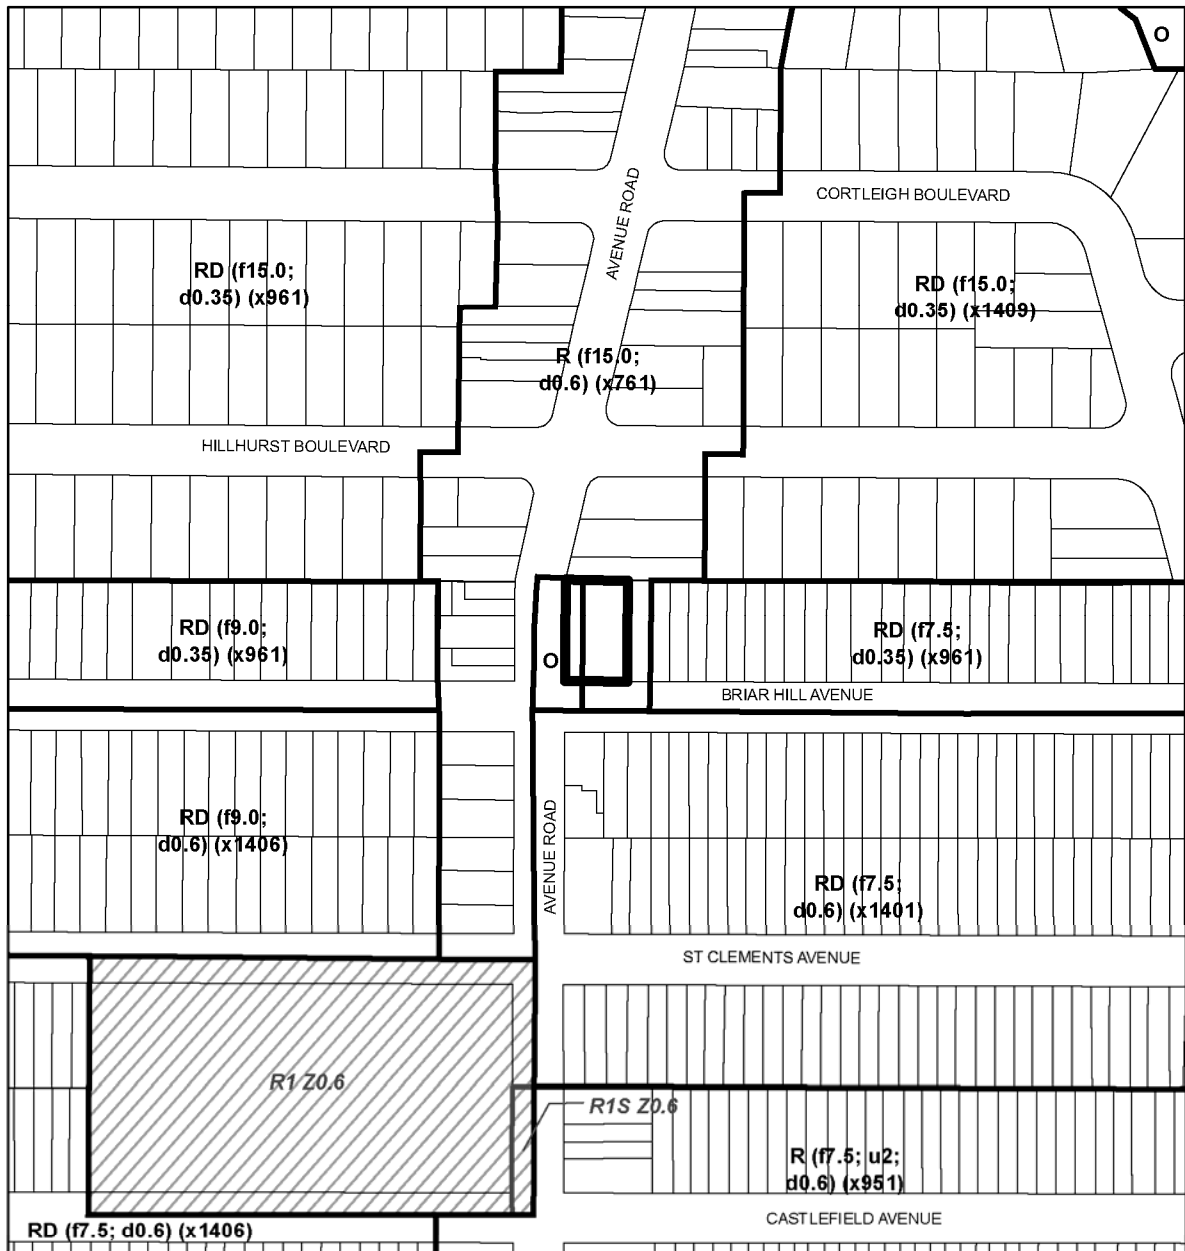 O
CORTLEIGH BOULEVARD
AVENUE ROAD
RD (f15.0;
d0.35) (x961)
RD (f15.0;
d0.35) (x1409)
R (f15.0;
d0.6) (x761)
HILLHURST BOULEVARD
RD (f9.0;
d0.35) (x961)
O
RD (f7.5;
d0.35) (x961)
BRIAR HILL AVENUE
RD (f9.0;
d0.6) (x1406)
AVENUE ROAD
RD (f7.5;
d0.6) (x1401)
ST CLEMENTS AVENUE
R1 Z0.6
R1S Z0.6
R (f7.5; u2;
d0.6) (x951)
CASTLEFIELD AVENUE
RD (f7.5; d0.6) (x1406)